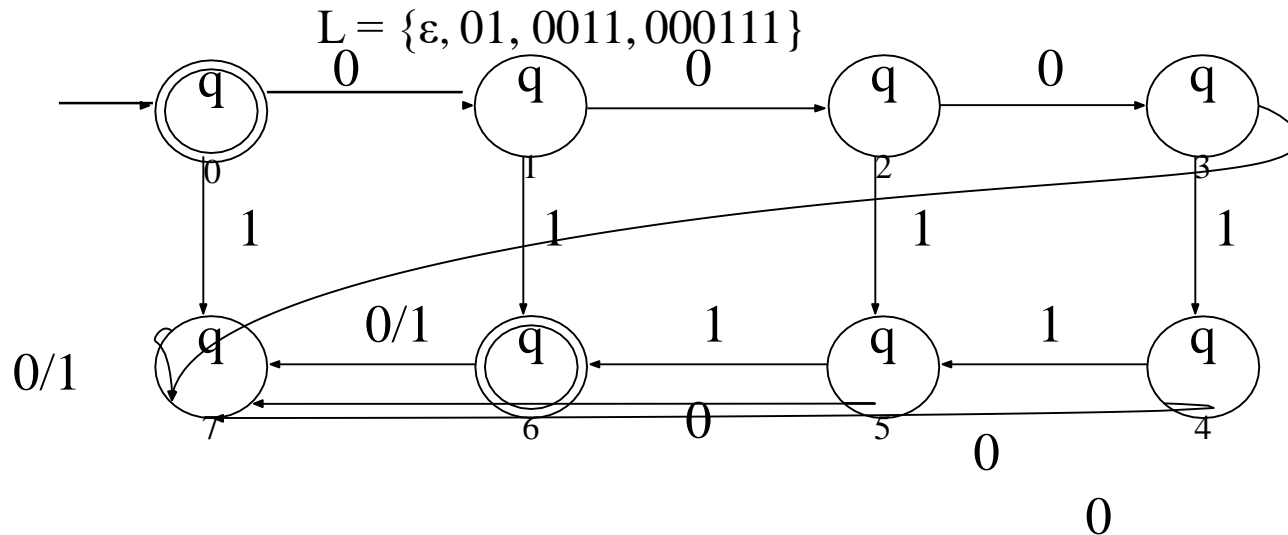 L = {ε, 01, 0011, 000111}
0 0 0
q q q q
0 1 2 3
1 1 1 1
0/1 1 1
q q q q
0/1
7 6 5 4
0
0
0